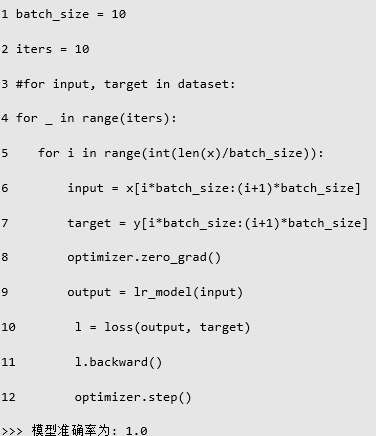 1 batch_size = 10
2 iters = 10
3 #for input, target in dataset:
4 for _ in range(iters):
5    for i in range(int(len(x)/batch_size)):
6        input = x[i*batch_size:(i+1)*batch_size]
7        target = y[i*batch_size:(i+1)*batch_size]
8        optimizer.zero_grad()
9        output = lr_model(input)
10        l = loss(output, target)
11        l.backward()
12        optimizer.step()
>>> 模型准确率为: 1.0